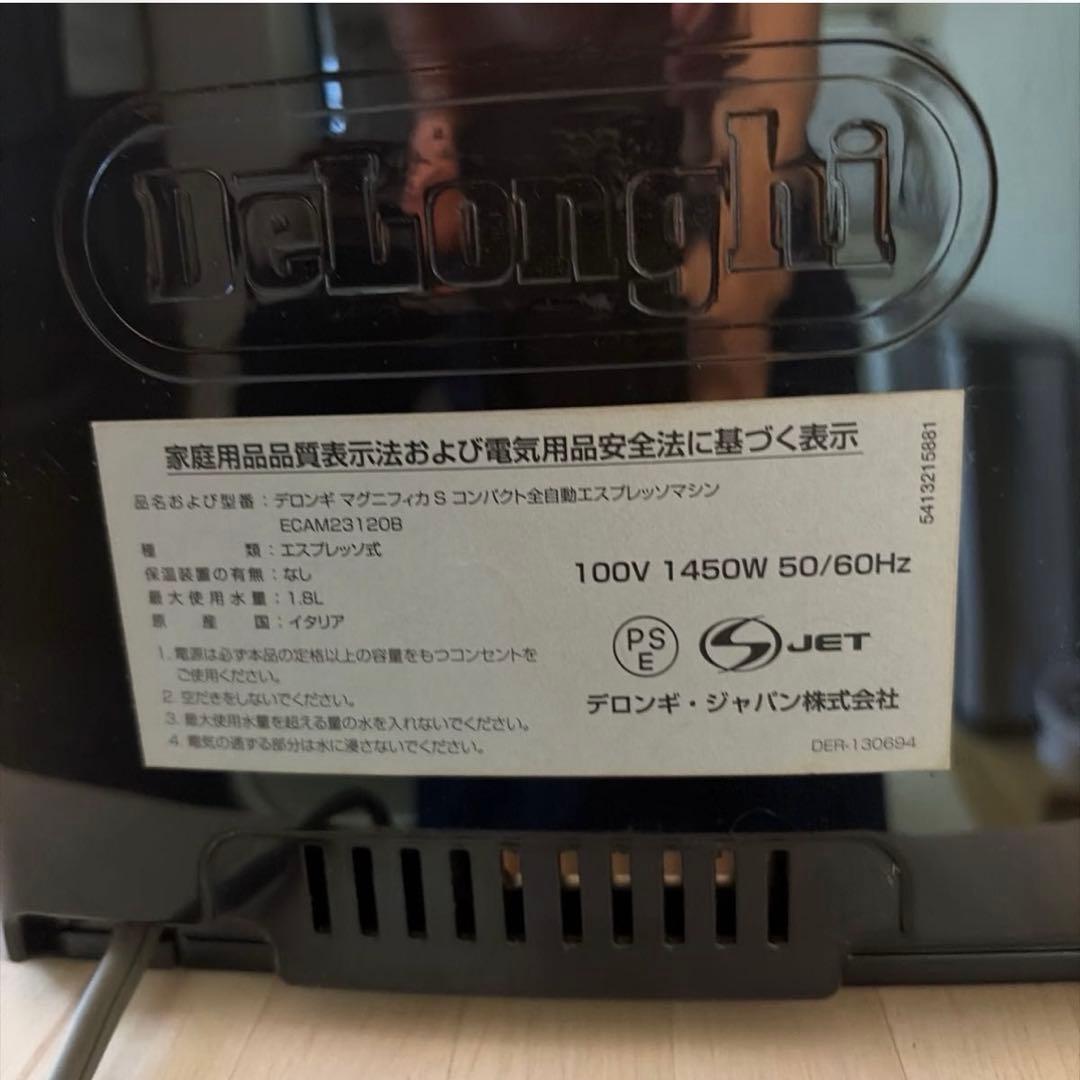 DeLonghi
家庭用品品質表示法および電気用品安全法に基づく表示
品名および型番：デロンギ マグニフィカ S コンパクト全自動エスプレッソマシン
ECAM23120B
種　　　類：エスプレッソ式
保温装置の有無：なし
最大使用水量：1.8L
原　産　国：イタリア
1. 電源は必ず本品の定格以上の容量をもつコンセントを
ご使用ください。
2. 空だきをしないでください。
3. 最大使用水量を超える量の水を入れないでください。
4. 電気の通ずる部分は水に浸さないでください。
100V 1450W 50/60Hz
PS
E
JET
デロンギ・ジャパン株式会社
DER-130694
5413215881